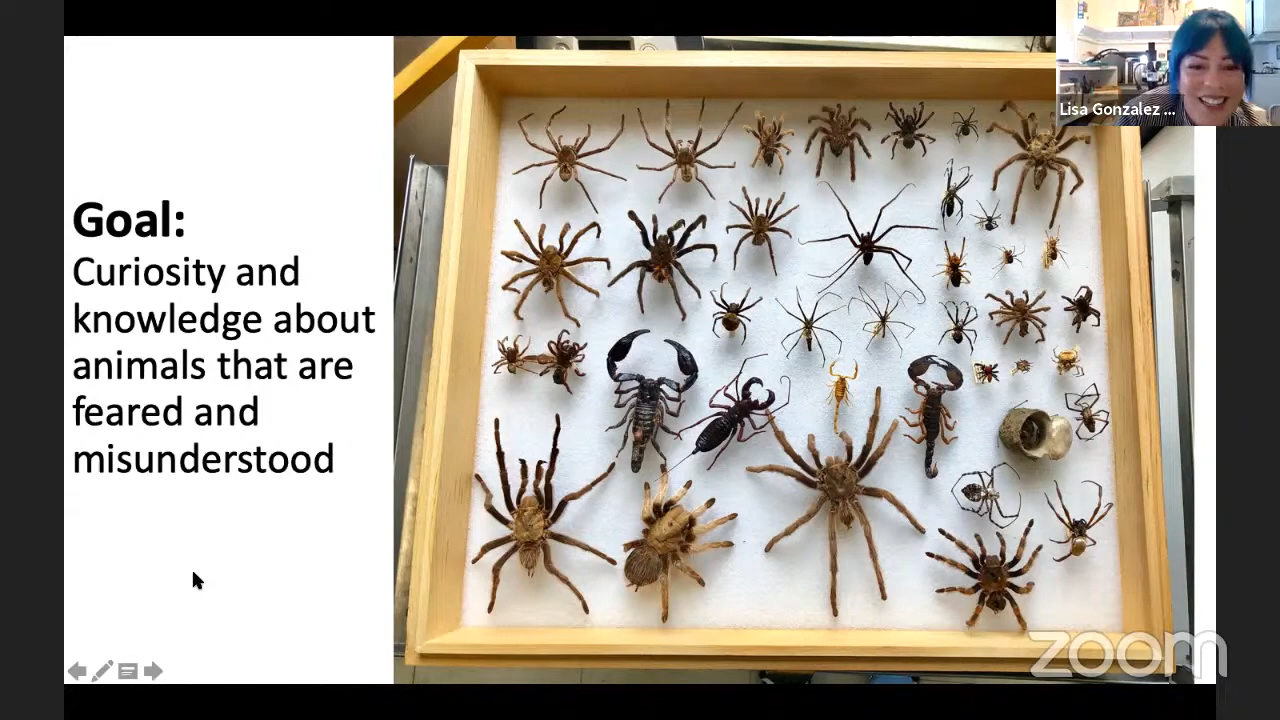 Lisa Gonzalez ...
Goal:
Curiosity and
knowledge about
animals that are
feared and
misunderstood
zoom